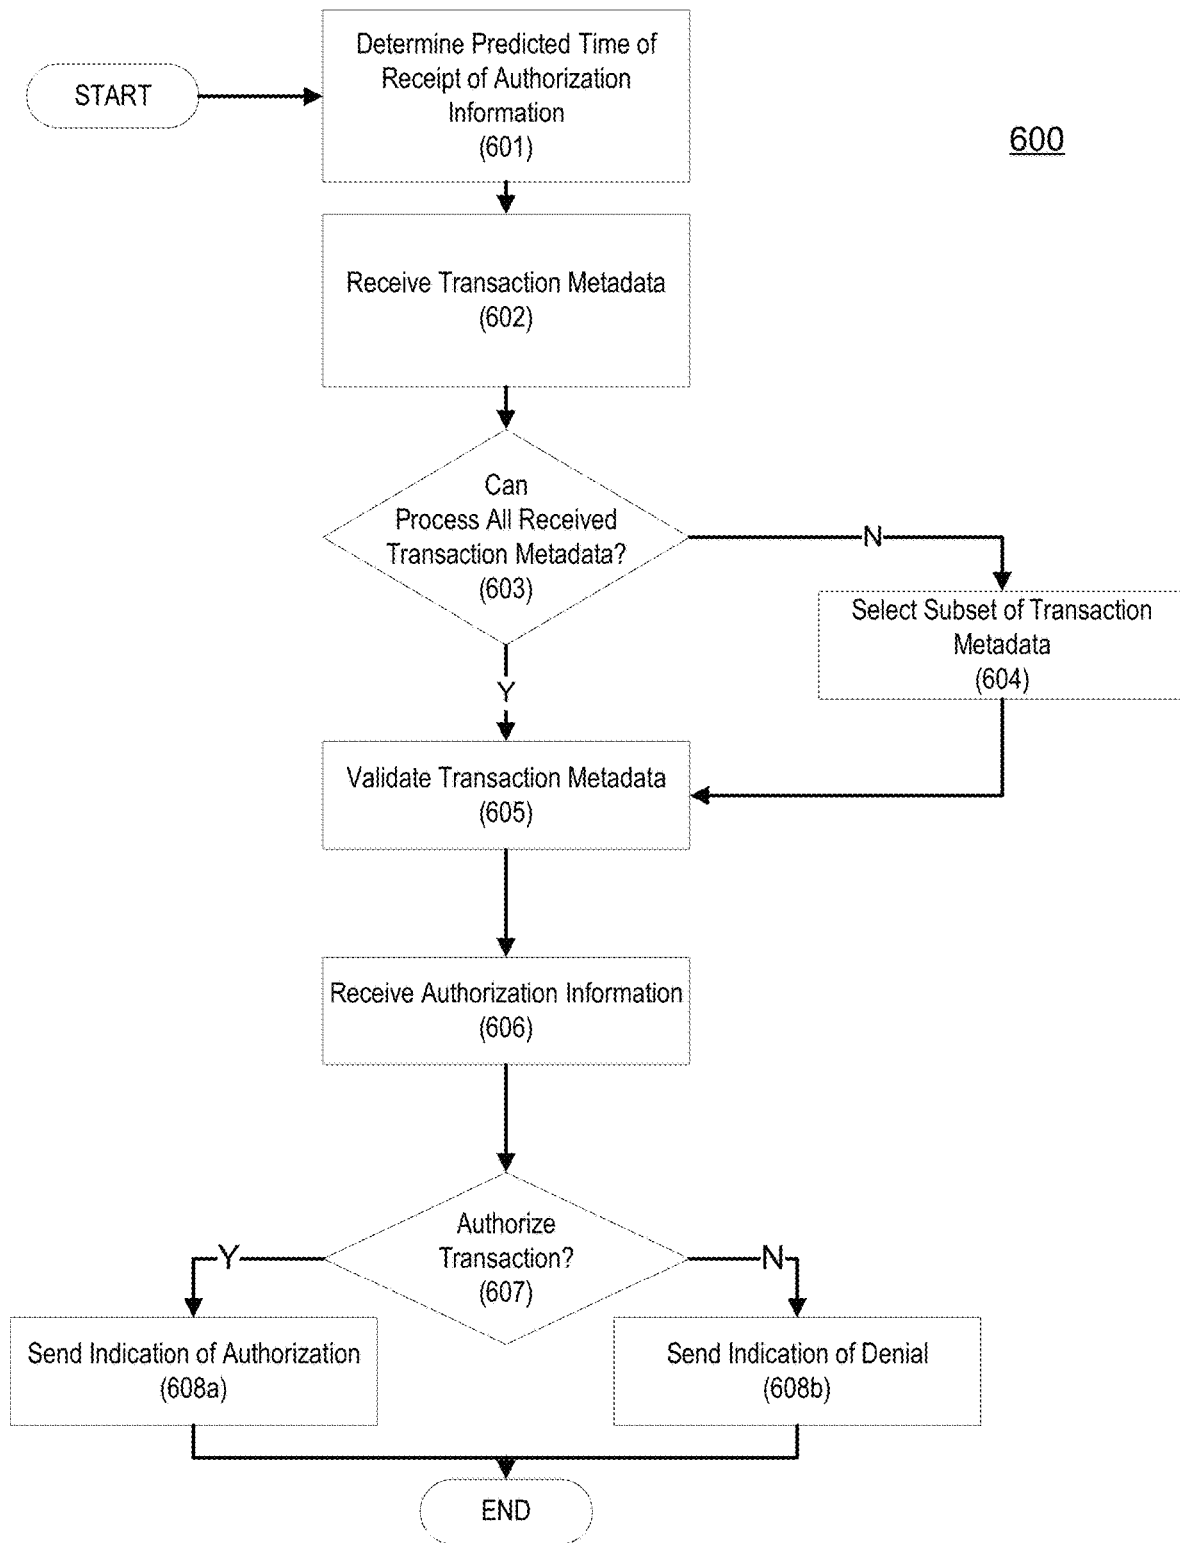 START
Determine Predicted Time of
Receipt of Authorization
Information
(601)
600
Receive Transaction Metadata
(602)
Can
Process All Received
Transaction Metadata?
(603)
N
Select Subset of Transaction
Metadata
(604)
Y
Validate Transaction Metadata
(605)
Receive Authorization Information
(606)
Authorize
Transaction?
(607)
Y
N
Send Indication of Authorization
(608a)
Send Indication of Denial
(608b)
END